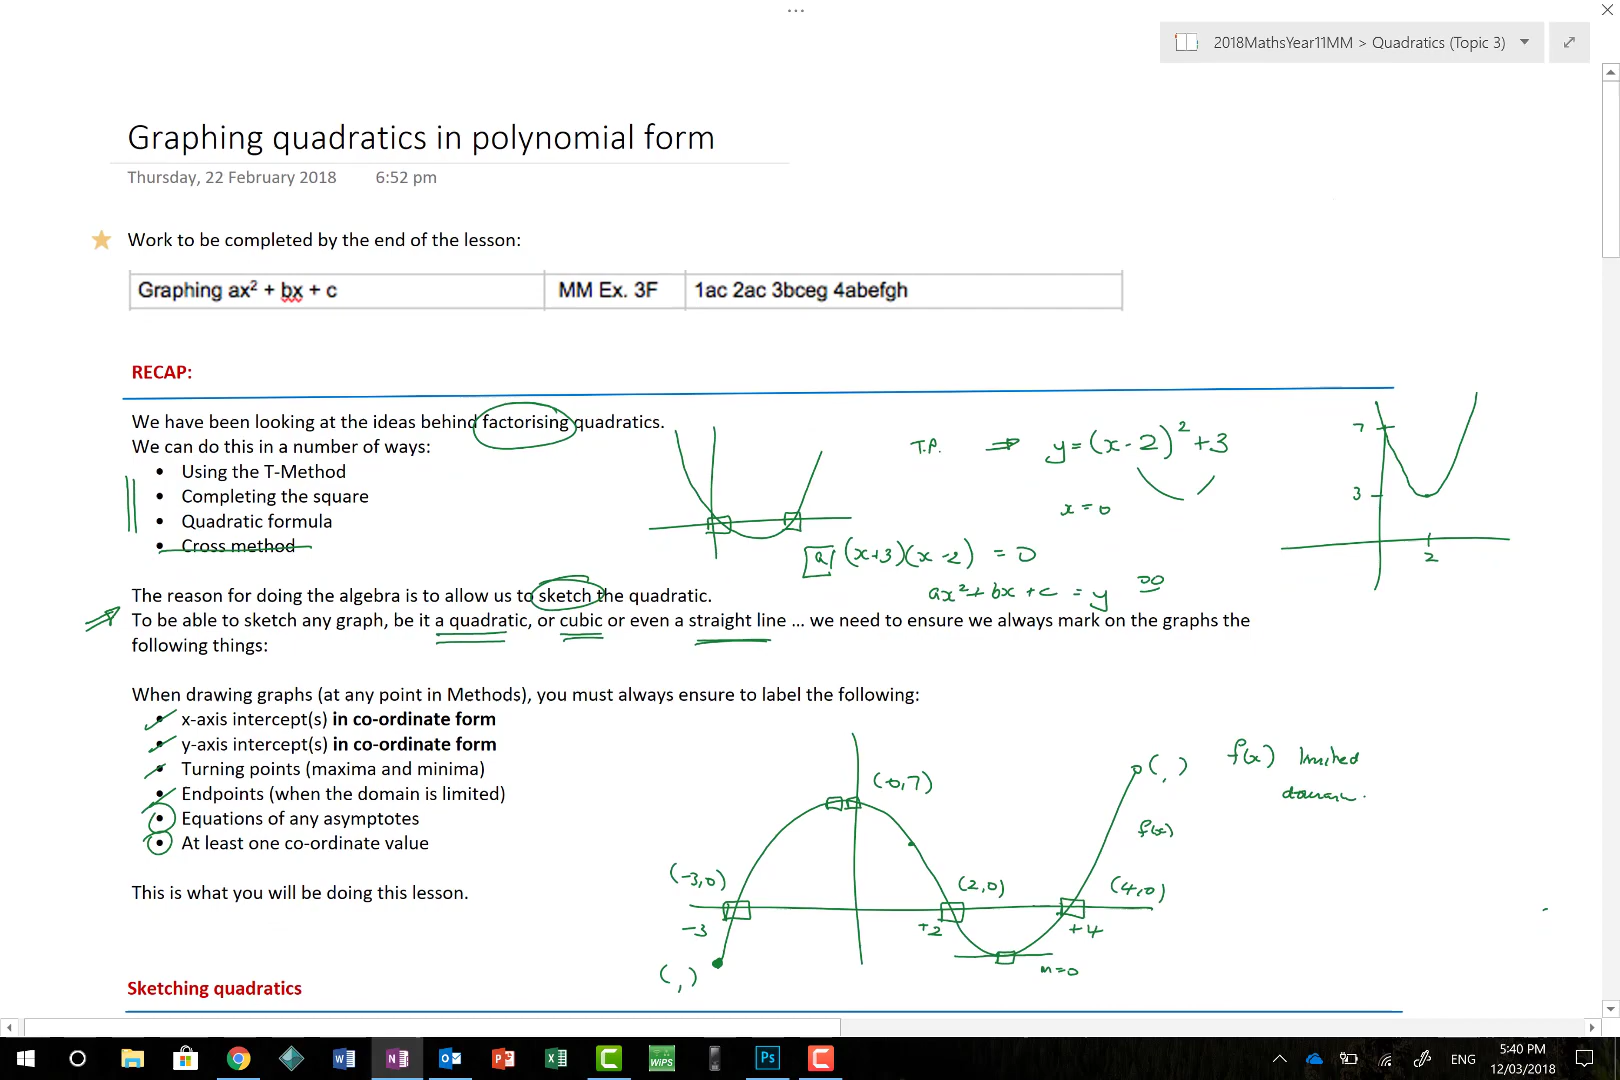 2018MathsYear11MM > Quadratics (Topic 3)
Graphing quadratics in polynomial form
Thursday, 22 February 2018 6:52 pm
Work to be completed by the end of the lesson:
Graphing ax² + bx + c MM Ex. 3F 1ac 2ac 3bceg 4abefgh
RECAP:
We have been looking at the ideas behind factorising quadratics.
We can do this in a number of ways:
• Using the T-Method
• Completing the square
• Quadratic formula
• Cross method
T.P. ⇒ y=(x-2)²+3
x=0
7
3
2
a (x+3)(x-2) = 0
ax²+bx+c = y
The reason for doing the algebra is to allow us to sketch the quadratic.
To be able to sketch any graph, be it a quadratic, or cubic or even a straight line ... we need to ensure we always mark on the graphs the
following things:
When drawing graphs (at any point in Methods), you must always ensure to label the following:
• x-axis intercept(s) in co-ordinate form
• y-axis intercept(s) in co-ordinate form
• Turning points (maxima and minima)
• Endpoints (when the domain is limited)
• Equations of any asymptotes
• At least one co-ordinate value
This is what you will be doing this lesson.
(0,7)
( , )
f(x) limited
domain.
f(x)
(-3,0)
(2,0)
(4,0)
-3
+2
+4
m=0
( , )
Sketching quadratics
WiPS
Ps
ENG
5:40 PM
12/03/2018